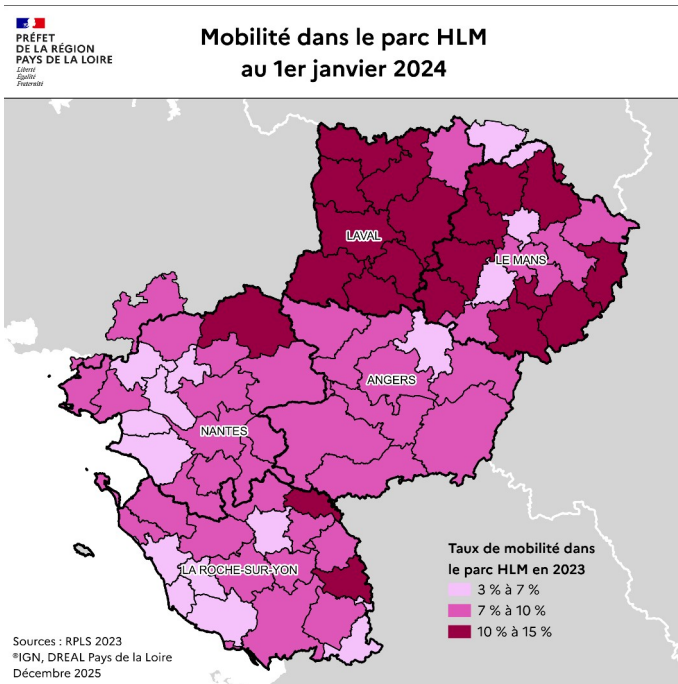 PRÉFET
DE LA RÉGION
PAYS DE LA LOIRE
Liberté
Égalité
Fraternité
Mobilité dans le parc HLM
au 1er janvier 2024
LAVAL
LE MANS
ANGERS
NANTES
LA ROCHE-SUR-YON
Taux de mobilité dans
le parc HLM en 2023
3 % à 7 %
7 % à 10 %
10 % à 15 %
Sources : RPLS 2023
®IGN, DREAL Pays de la Loire
Décembre 2025